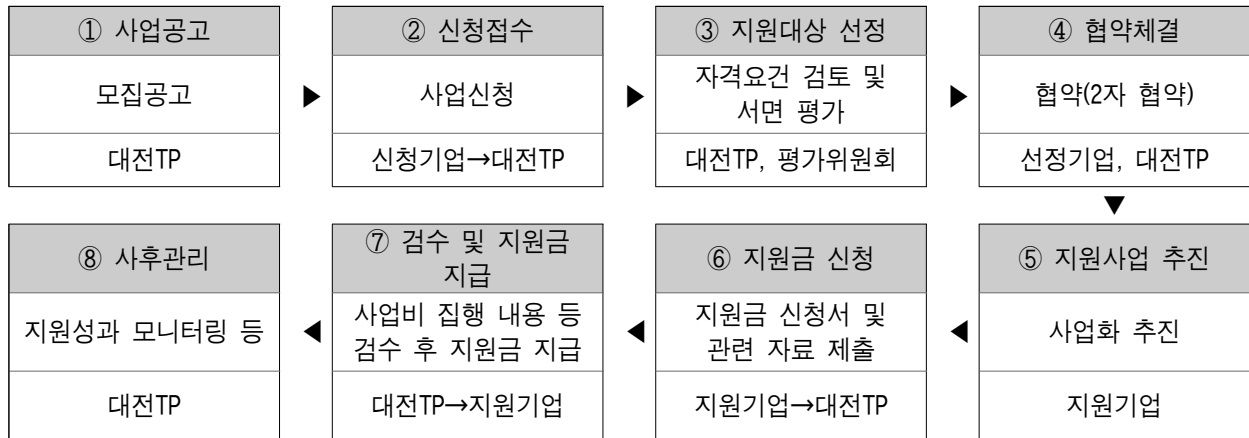 ① 사업공고
모집공고
대전TP
▶
② 신청접수
사업신청
신청기업→대전TP
▶
③ 지원대상 선정
자격요건 검토 및
서면 평가
대전TP, 평가위원회
▶
④ 협약체결
협약(2자 협약)
선정기업, 대전TP
▼
⑤ 지원사업 추진
사업화 추진
지원기업
◀
⑥ 지원금 신청
지원금 신청서 및
관련 자료 제출
지원기업→대전TP
◀
⑦ 검수 및 지원금
지급
사업비 집행 내용 등
검수 후 지원금 지급
대전TP→지원기업
◀
⑧ 사후관리
지원성과 모니터링 등
대전TP